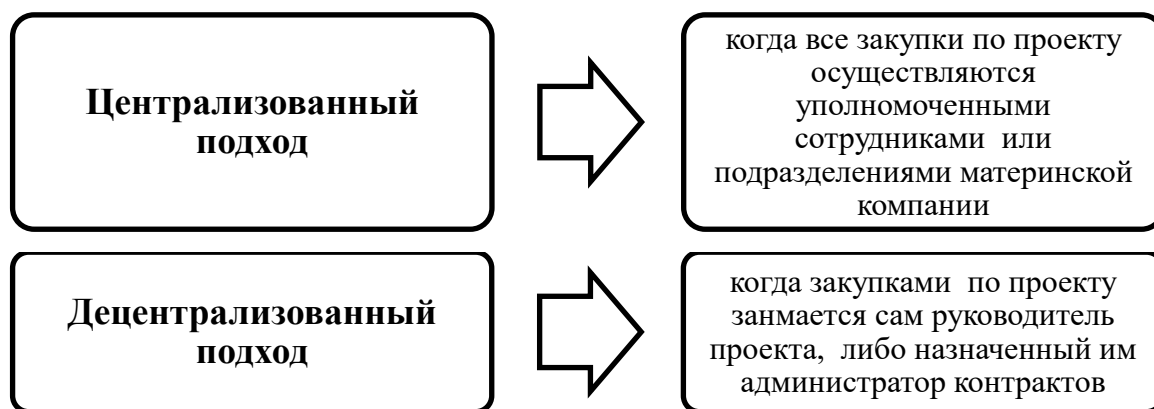 Централизованный
подход
когда все закупки по проекту
осуществляются
уполномоченными
сотрудниками или
подразделениями материнской
компании
Децентрализованный
подход
когда закупками по проекту
занмается сам руководитель
проекта, либо назначенный им
администратор контрактов